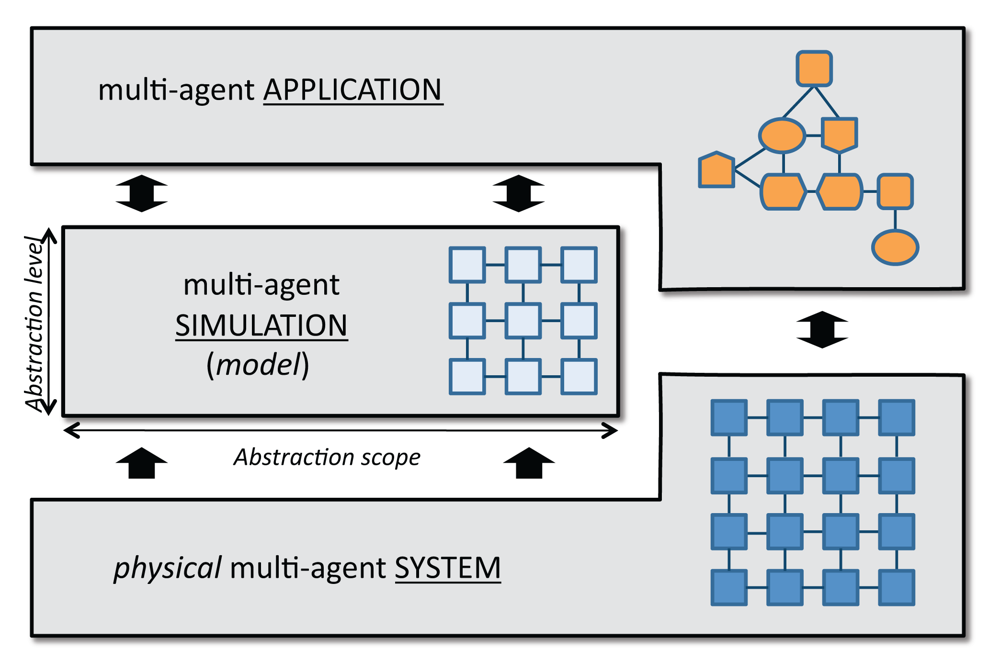 multi-agent APPLICATION
Abstraction level
multi-agent
SIMULATION
(model)
Abstraction scope
physical multi-agent SYSTEM